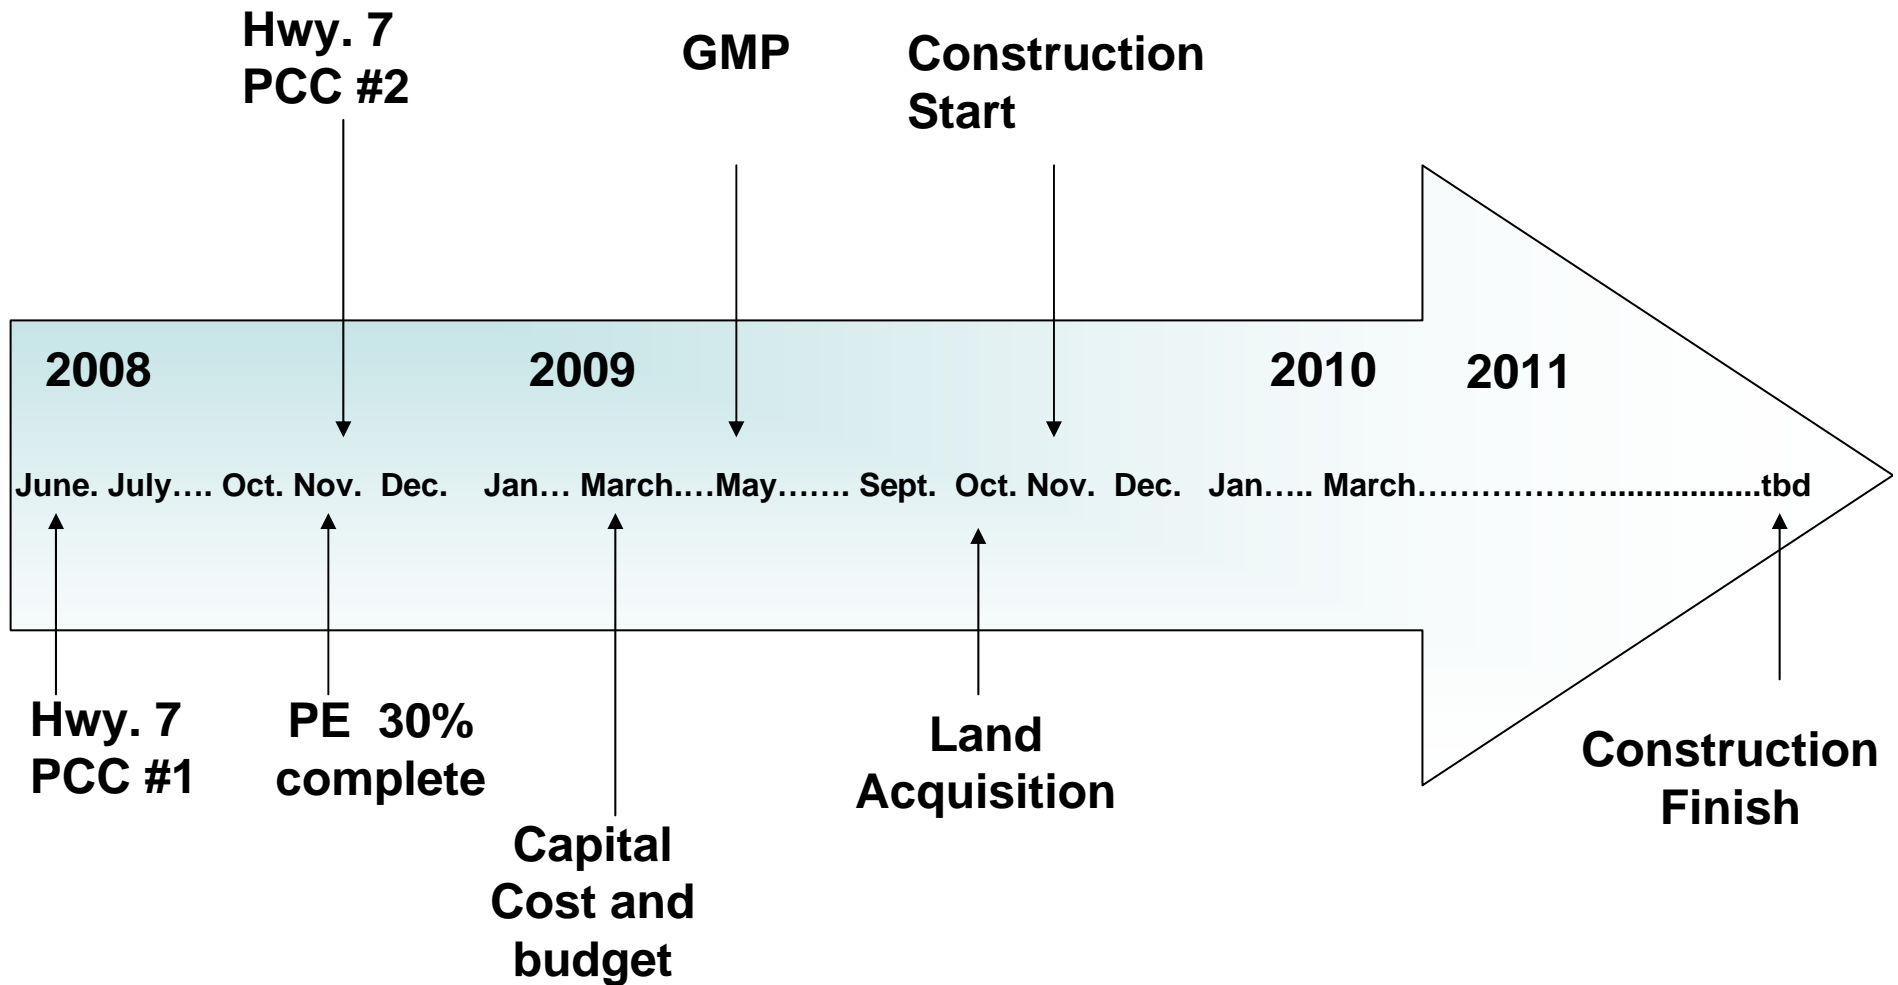 Hwy. 7
PCC #2
GMP
Construction
Start
2008 2009 2010 2011
June. July…. Oct. Nov. Dec. Jan… March.…May……. Sept. Oct. Nov. Dec. Jan….. March………………..................tbd
Hwy. 7
PCC #1
PE 30%
complete
Capital
Cost and
budget
Land
Acquisition
Construction
Finish